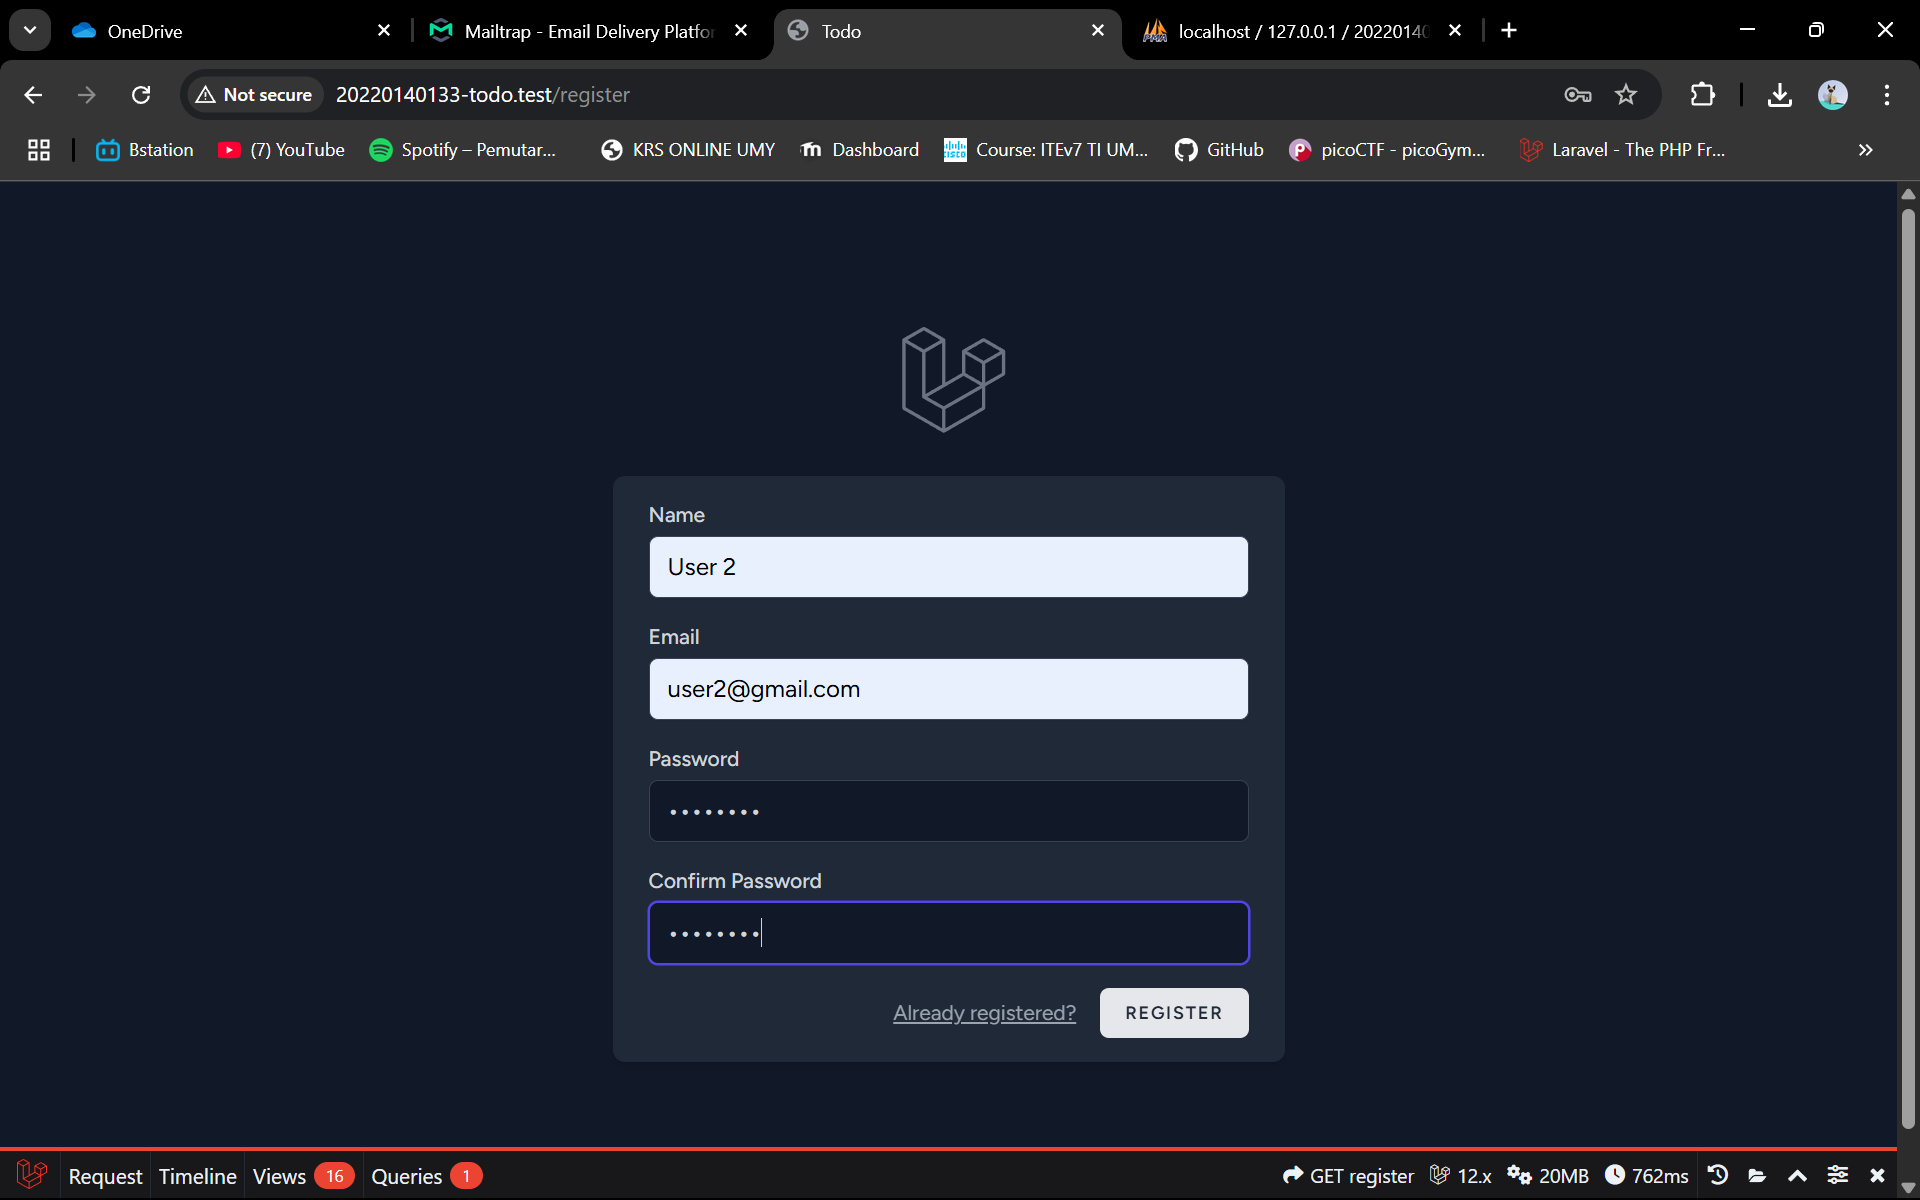 OneDrive
Mailtrap - Email Delivery Platfor
Todo
localhost / 127.0.0.1 / 20220140
Not secure
20220140133-todo.test/register
Bstation
(7) YouTube
Spotify – Pemutar...
KRS ONLINE UMY
Dashboard
Course: ITEv7 TI UM...
GitHub
picoCTF - picoGym...
Laravel - The PHP Fr...
Name
User 2
Email
user2@gmail.com
Password
Confirm Password
Already registered?
REGISTER
Request
Timeline
Views 16
Queries 1
GET register
12.x
20MB
762ms